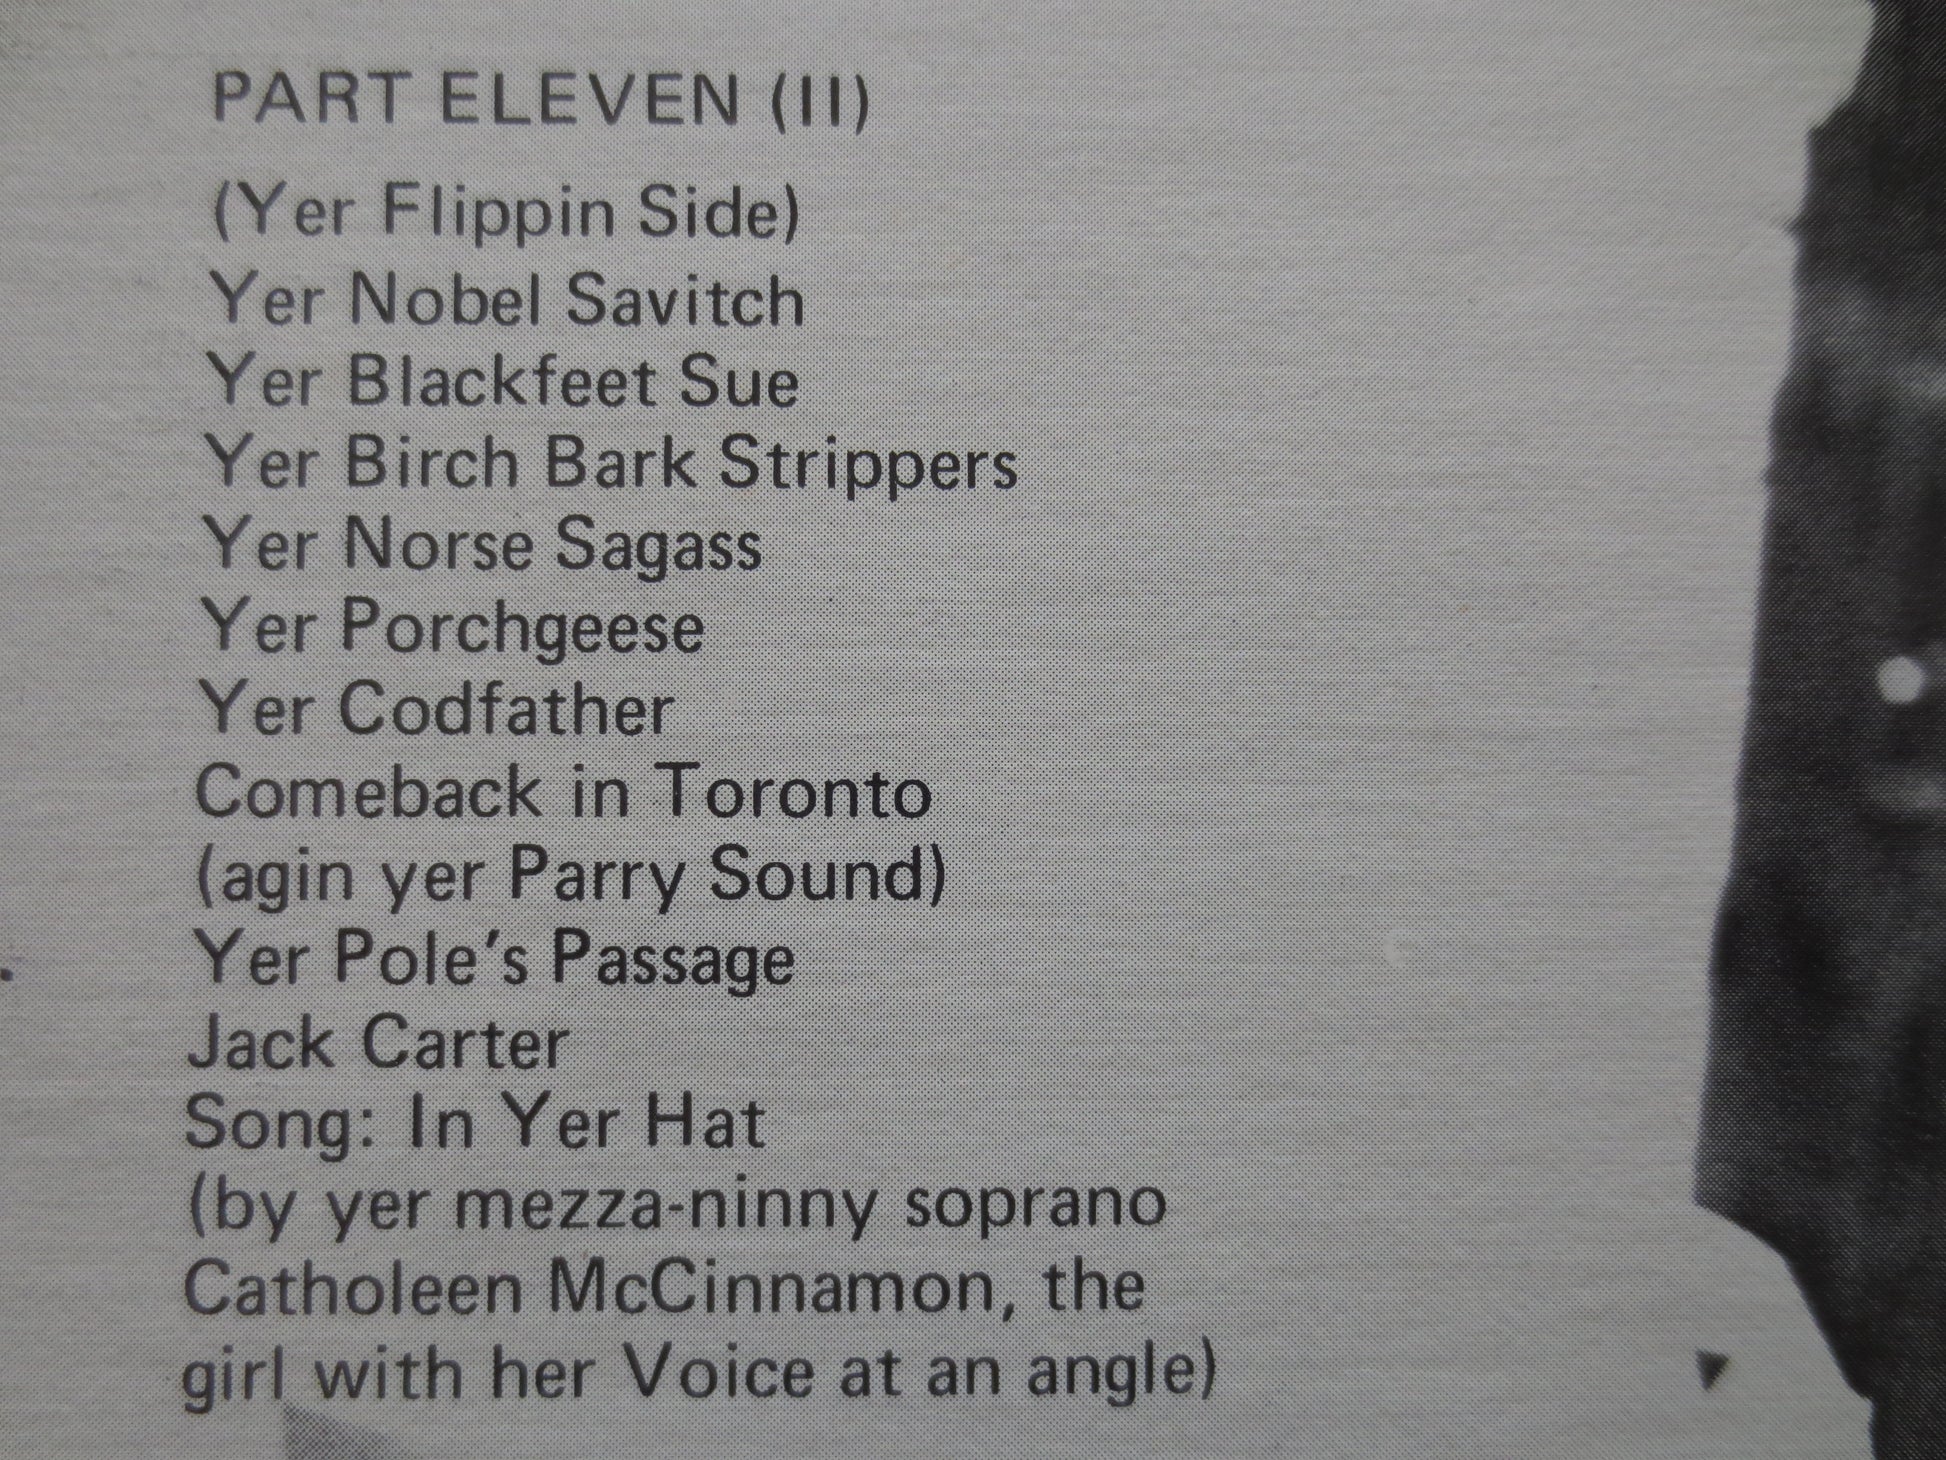 PART ELEVEN (II)
(Yer Flippin Side)
Yer Nobel Savitch
Yer Blackfeet Sue
Yer Birch Bark Strippers
Yer Norse Sagass
Yer Porchgeese
Yer Codfather
Comeback in Toronto
(agin yer Parry Sound)
Yer Pole's Passage
Jack Carter
Song: In Yer Hat
(by yer mezza-ninny soprano
Catholeen McCinnamon, the
girl with her Voice at an angle)